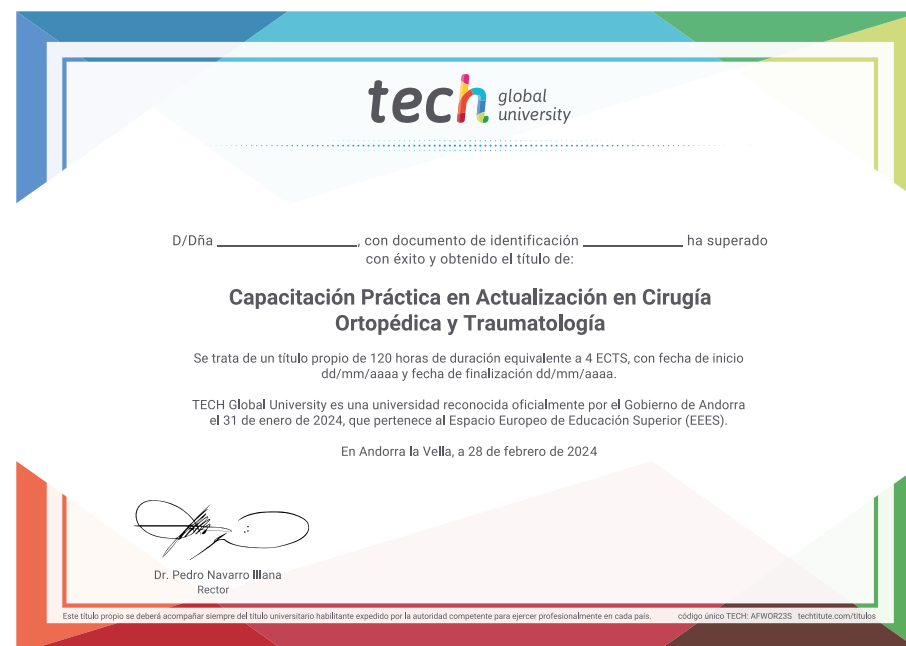 tech global university
D/Dña ____________________, con documento de identificación ______________ ha superado
con éxito y obtenido el título de:
Capacitación Práctica en Actualización en Cirugía
Ortopédica y Traumatología
Se trata de un título propio de 120 horas de duración equivalente a 4 ECTS, con fecha de inicio
dd/mm/aaaa y fecha de finalización dd/mm/aaaa.
TECH Global University es una universidad reconocida oficialmente por el Gobierno de Andorra
el 31 de enero de 2024, que pertenece al Espacio Europeo de Educación Superior (EEES).
En Andorra la Vella, a 28 de febrero de 2024
Dr. Pedro Navarro Illana
Rector
Este título propio se deberá acompañar siempre del título universitario habilitante expedido por la autoridad competente para ejercer profesionalmente en cada país. código único TECH: AFWOR23S techtitute.com/titulos